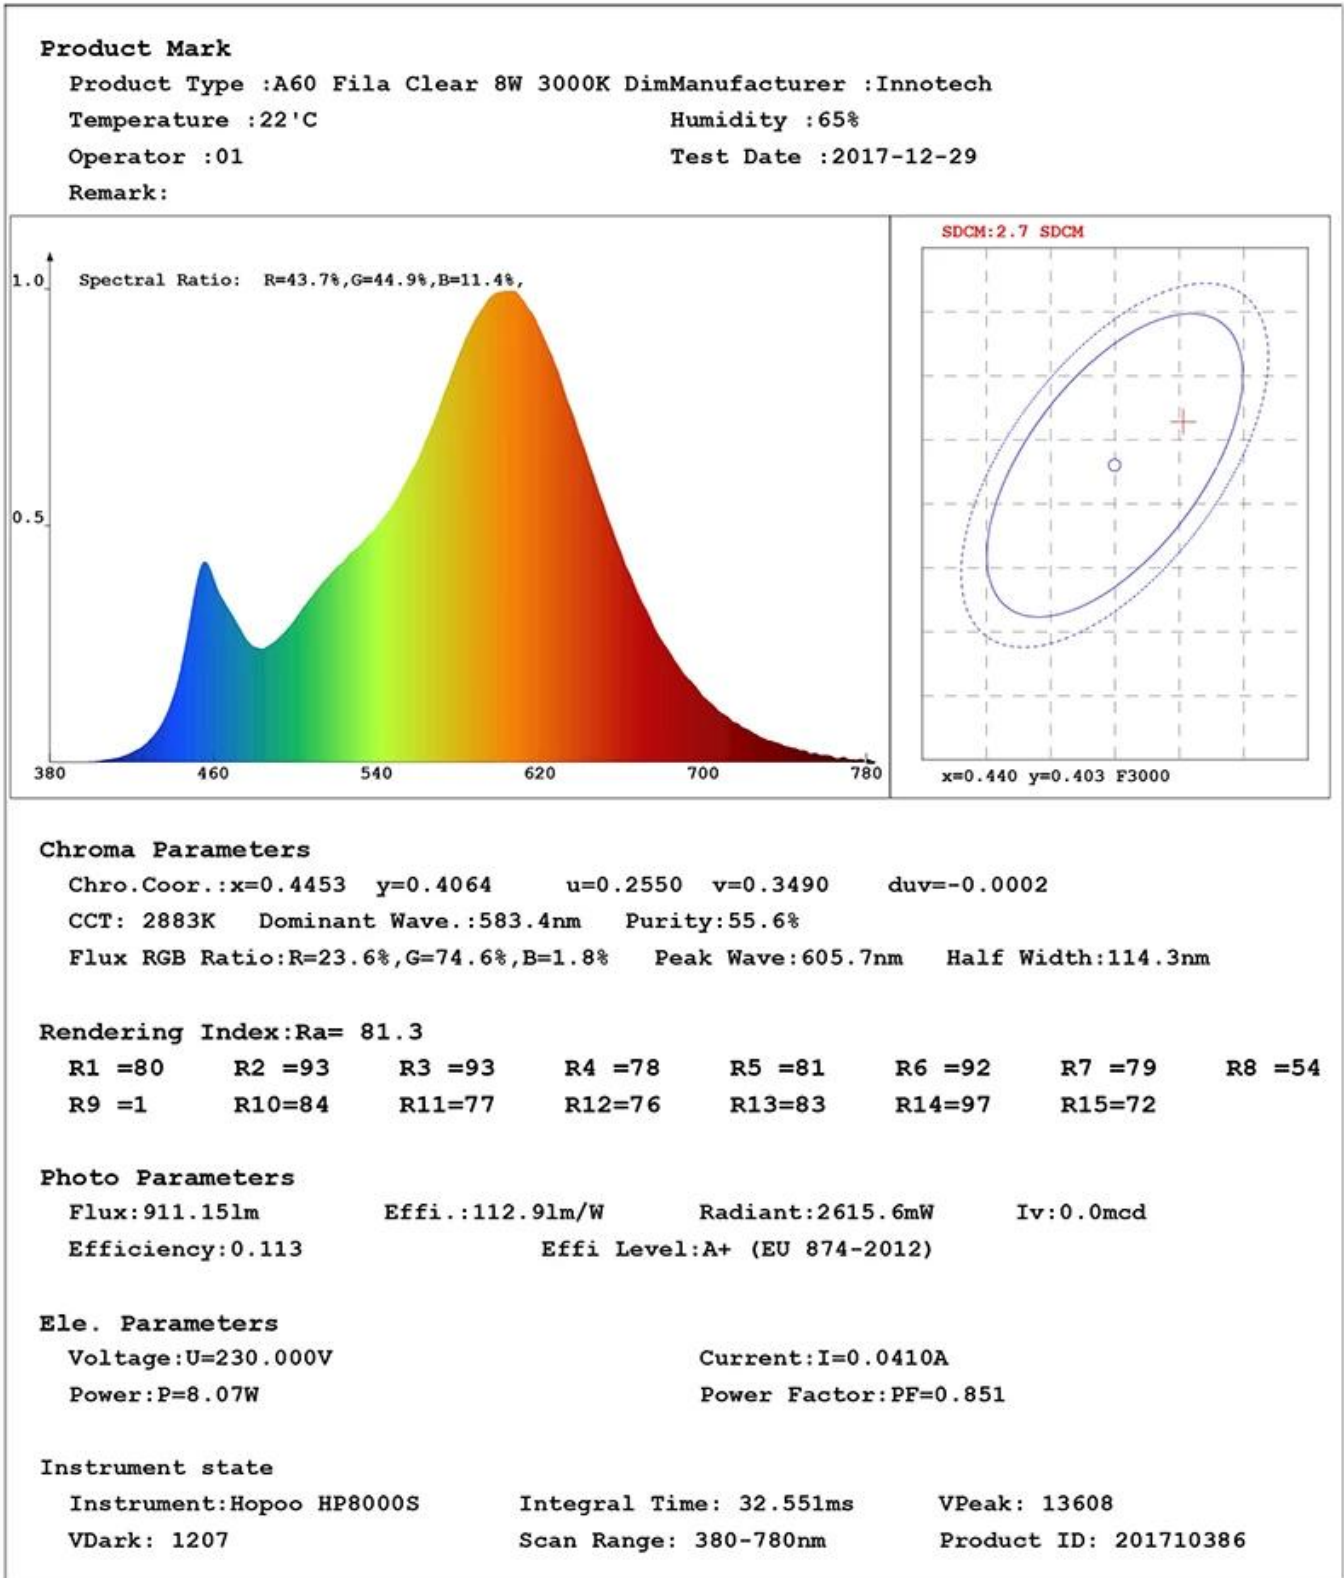 Product Mark
Product Type :A60 Fila Clear 8W 3000K DimManufacturer :Innotech
Temperature :22'C Humidity :65%
Operator :01 Test Date :2017-12-29
Remark:
SDCM:2.7 SDCM
1.0 Spectral Ratio: R=43.7%,G=44.9%,B=11.4%,
0.5
380 460 540 620 700 780
x=0.440 y=0.403 F3000
Chroma Parameters
Chro.Coor.:x=0.4453 y=0.4064 u=0.2550 v=0.3490 duv=-0.0002
CCT: 2883K Dominant Wave.:583.4nm Purity:55.6%
Flux RGB Ratio:R=23.6%,G=74.6%,B=1.8% Peak Wave:605.7nm Half Width:114.3nm
Rendering Index:Ra= 81.3
R1 =80 R2 =93 R3 =93 R4 =78 R5 =81 R6 =92 R7 =79 R8 =54
R9 =1 R10=84 R11=77 R12=76 R13=83 R14=97 R15=72
Photo Parameters
Flux:911.15lm Effi.:112.9lm/W Radiant:2615.6mW Iv:0.0mcd
Efficiency:0.113 Effi Level:A+ (EU 874-2012)
Ele. Parameters
Voltage:U=230.000V Current:I=0.0410A
Power:P=8.07W Power Factor:PF=0.851
Instrument state
Instrument:Hopoo HP8000S Integral Time: 32.551ms VPeak: 13608
VDark: 1207 Scan Range: 380-780nm Product ID: 201710386